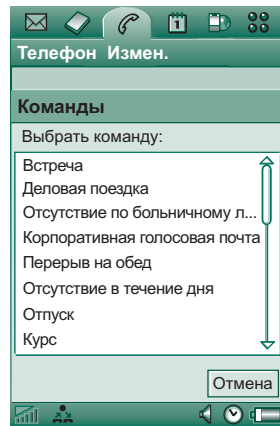 Телефон Измен.
Команды
Выбрать команду:
Встреча
Деловая поездка
Отсутствие по больничному л...
Корпоративная голосовая почта
Перерыв на обед
Отсутствие в течение дня
Отпуск
Курс
Отмена